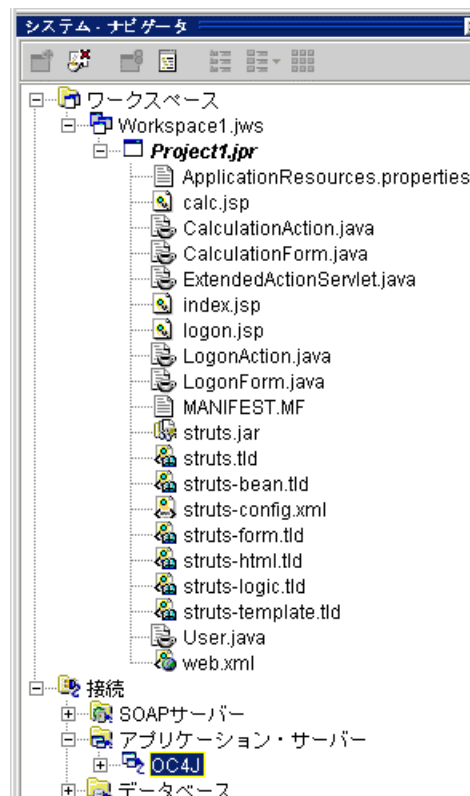 システム・ナビゲータ
ワークスペース
Workspace1.jws
Project1.jpr
ApplicationResources.properties
calc.jsp
CalculationAction.java
CalculationForm.java
ExtendedActionServlet.java
index.jsp
logon.jsp
LogonAction.java
LogonForm.java
MANIFEST.MF
struts.jar
struts.tld
struts-bean.tld
struts-config.xml
struts-form.tld
struts-html.tld
struts-logic.tld
struts-template.tld
User.java
web.xml
接続
SOAPサーバー
アプリケーション・サーバー
OC4J
データベース